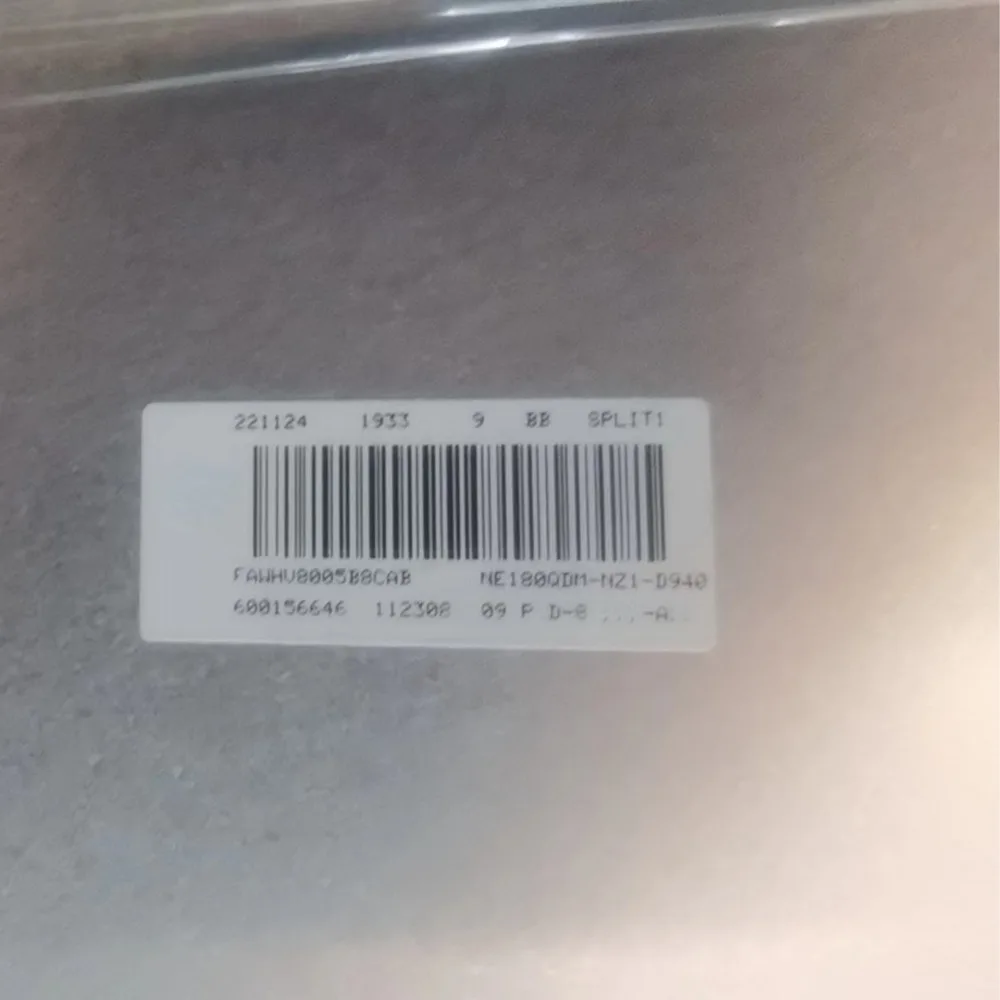 221124 1933 9 BB SPLIT1
FAWHV8005B8CAB NE180QDM-NZ1-D940
600156646 112308 09 P D-8 ...-A..